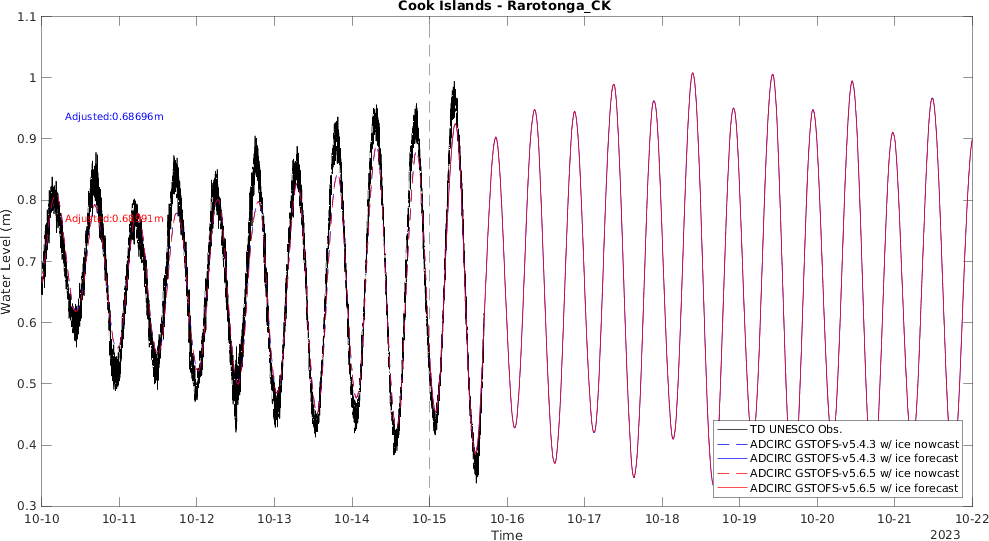 Cook Islands - Rarotonga_CK
1.1
1
0.9
0.8
0.7
0.6
0.5
0.4
0.3
Water Level (m)
Adjusted:0.68696m
TD UNESCO Obs.
ADCIRC GSTOFS-v5.4.3 w/ ice nowcast
ADCIRC GSTOFS-v5.4.3 w/ ice forecast
ADCIRC GSTOFS-v5.6.5 w/ ice nowcast
ADCIRC GSTOFS-v5.6.5 w/ ice forecast
10-10 10-11 10-12 10-13 10-14 10-15 10-16 10-17 10-18 10-19 10-20 10-21 10-22
Time
2023